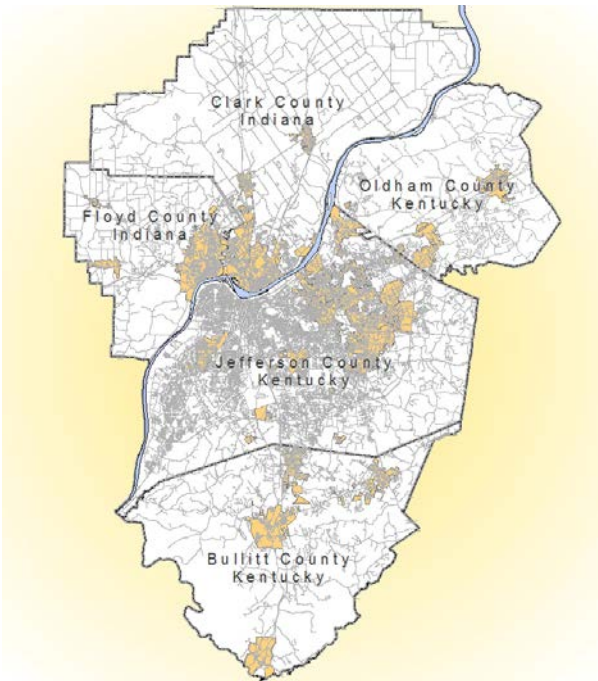 Clark County
Indiana
Oldham County
Kentucky
Floyd County
Indiana
Jefferson County
Kentucky
Bullitt County
Kentucky